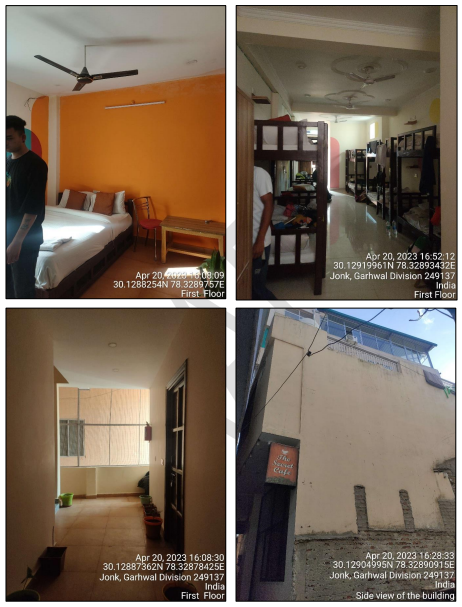 Apr 20, 2023 16:08:09
30.1288254N 78.3289757E
First Floor
Apr 20, 2023 16:52:12
30.12919961N 78.32893432E
Jonk, Garhwal Division 249137
India
First Floor
Apr 20, 2023 16:08:30
30.12887362N 78.32878425E
Jonk, Garhwal Division 249137
India
First Floor
The
Secret
Cafe
Apr 20, 2023 16:28:33
30.12904995N 78.32890915E
Jonk, Garhwal Division 249137
India
Side view of the building